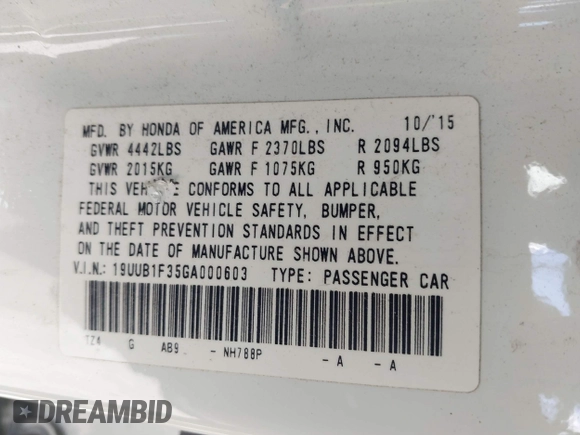 MFD. BY HONDA OF AMERICA MFG., INC. 10/'15
GVWR 4442LBS GAWR F 2370LBS R 2094LBS
GVWR 2015KG GAWR F 1075KG R 950KG
THIS CONFORMS TO ALL APPLICABLE
FEDERAL MOTOR VEHICLE SAFETY, BUMPER,
AND THEFT PREVENTION STANDARDS IN EFFECT
ON THE DATE OF MANUFACTURE SHOWN ABOVE.
V.I.N.: 19UUB1F35GA000603 TYPE: PASSENGER CAR
TZ4 G AB9 - NH788P - A - A
DREAMBID